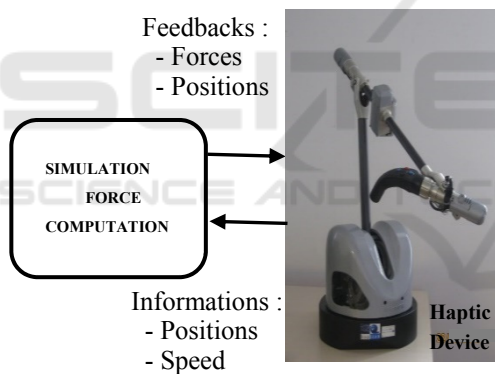 Feedbacks :
- Forces
- Positions
SIMULATION
FORCE
COMPUTATION
Informations :
- Positions
- Speed
Haptic
Device